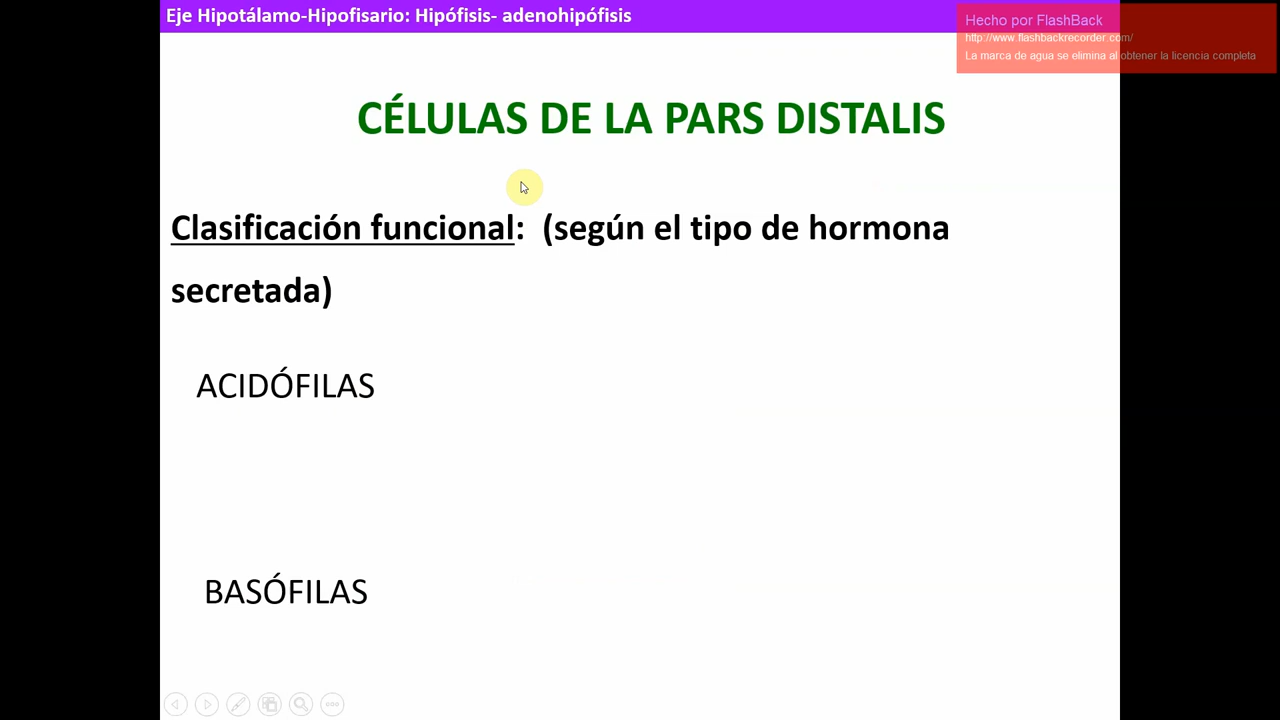 Eje Hipotálamo-Hipofisario: Hipófisis- adenohipófisis
Hecho por FlashBack
http://www.flashbackrecorder.com/
La marca de agua se elimina al obtener la licencia completa
CÉLULAS DE LA PARS DISTALIS
Clasificación funcional:  (según el tipo de hormona
secretada)
ACIDÓFILAS
BASÓFILAS